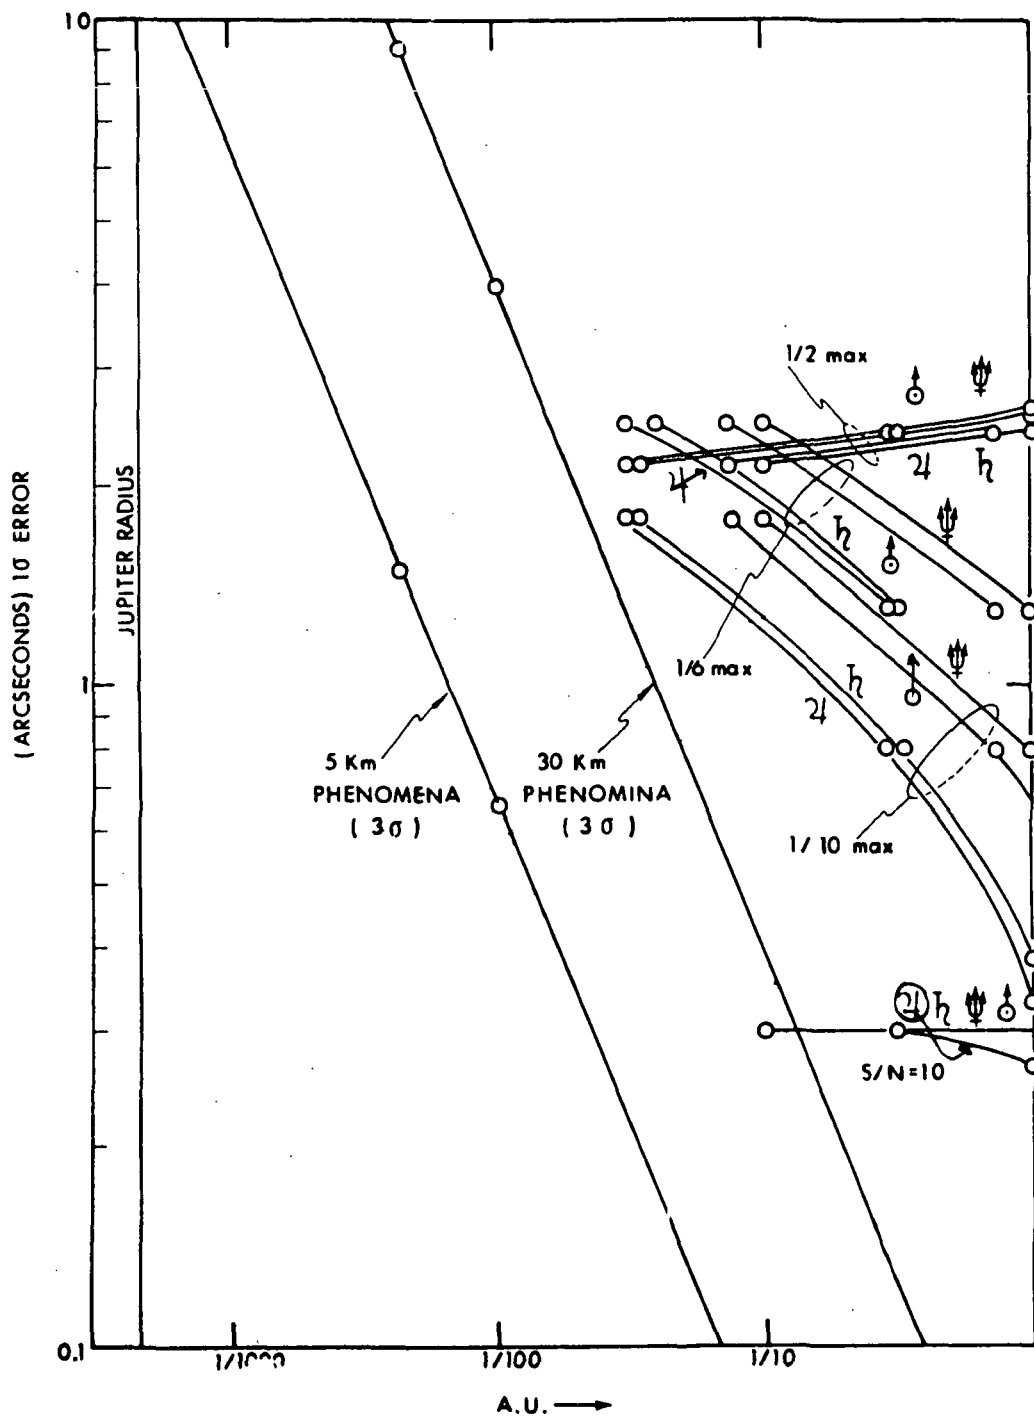 10
1
0.1
(ARCSECONDS) 1σ ERROR
JUPITER RADIUS
1/2 max
♃ ♄
♃
♄
1/6 max
♄
♃
5 Km
PHENOMENA
(3σ)
30 Km
PHENOMINA
(3σ)
1/10 max
♃ ♄
S/N=10
1/100
1/10
A.U.